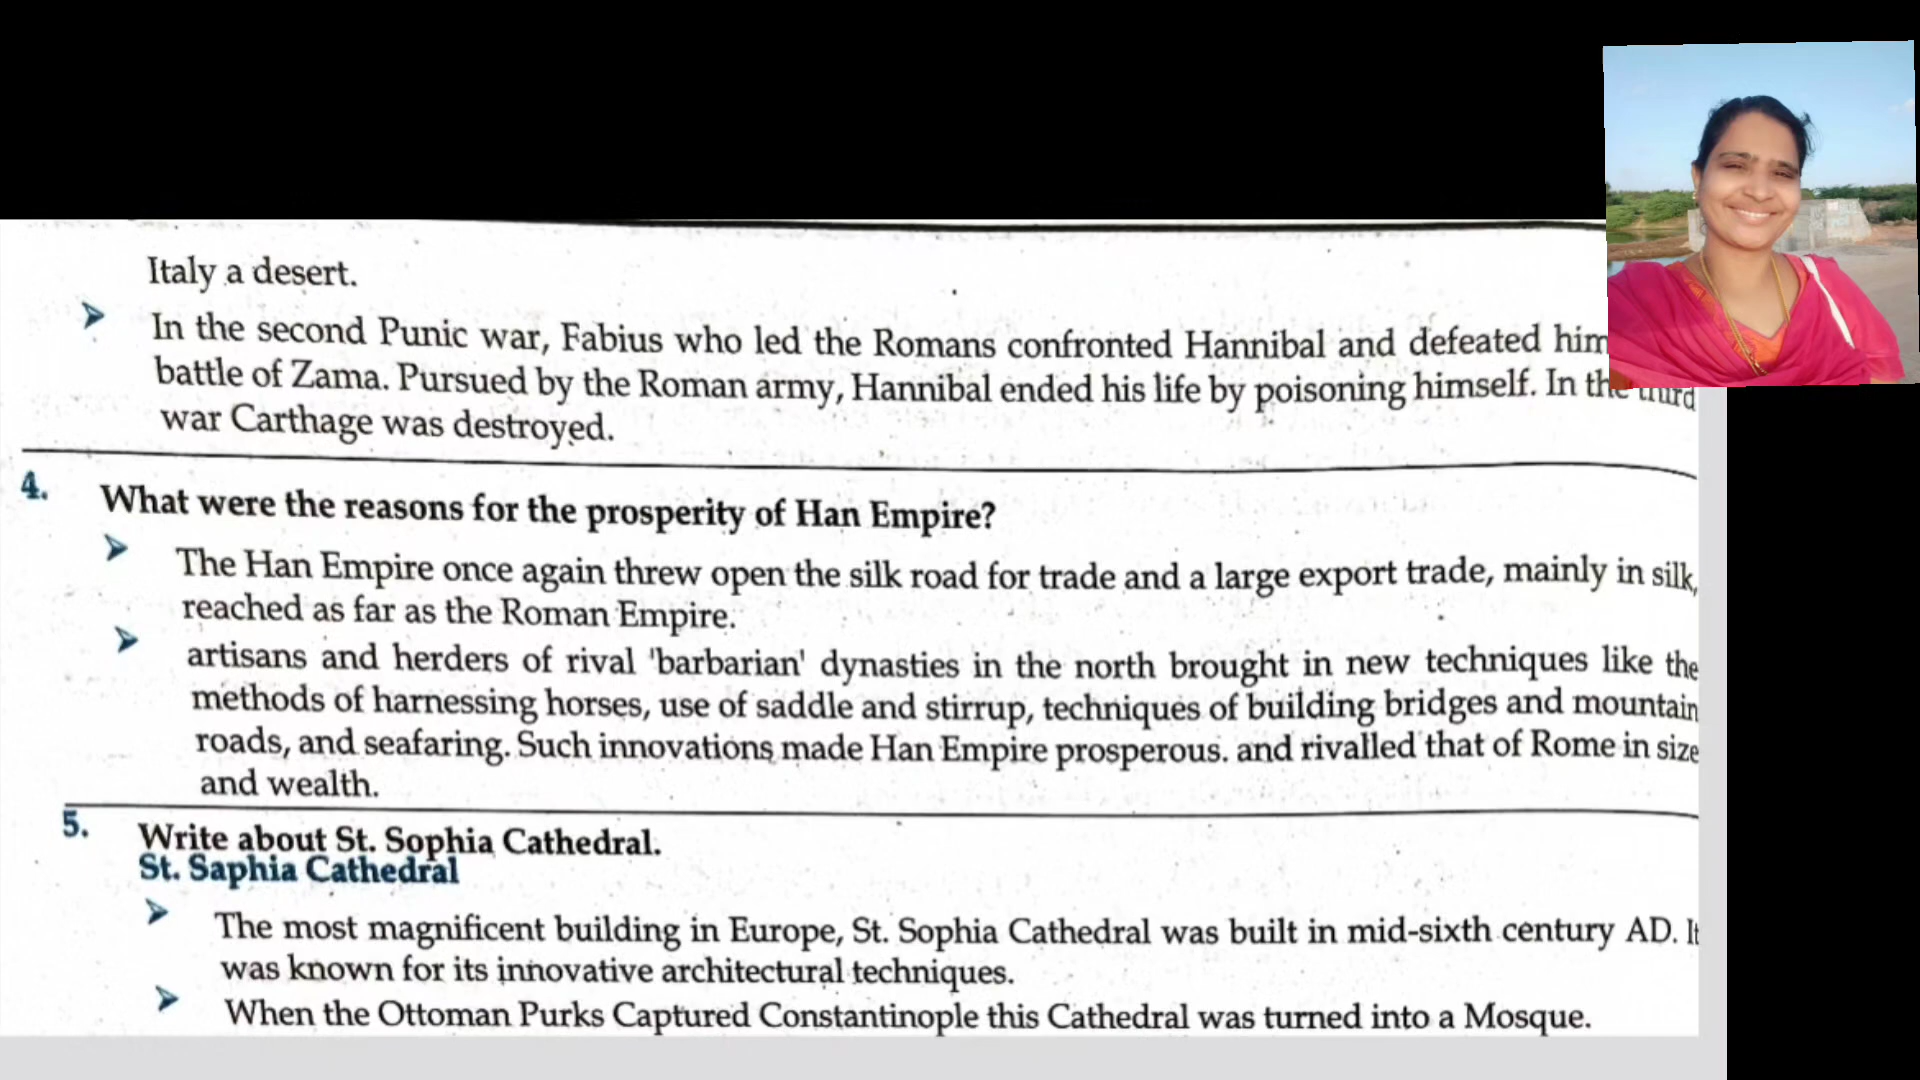 Italy a desert.
➤ In the second Punic war, Fabius who led the Romans confronted Hannibal and defeated him
battle of Zama. Pursued by the Roman army, Hannibal ended his life by poisoning himself. In the third
war Carthage was destroyed.
4. What were the reasons for the prosperity of Han Empire?
➤ The Han Empire once again threw open the silk road for trade and a large export trade, mainly in silk,
reached as far as the Roman Empire.
➤ artisans and herders of rival 'barbarian' dynasties in the north brought in new techniques like the
methods of harnessing horses, use of saddle and stirrup, techniques of building bridges and mountain
roads, and seafaring. Such innovations made Han Empire prosperous. and rivalled that of Rome in size
and wealth.
5. Write about St. Sophia Cathedral.
St. Saphia Cathedral
➤ The most magnificent building in Europe, St. Sophia Cathedral was built in mid-sixth century AD. It
was known for its innovative architectural techniques.
➤ When the Ottoman Purks Captured Constantinople this Cathedral was turned into a Mosque.